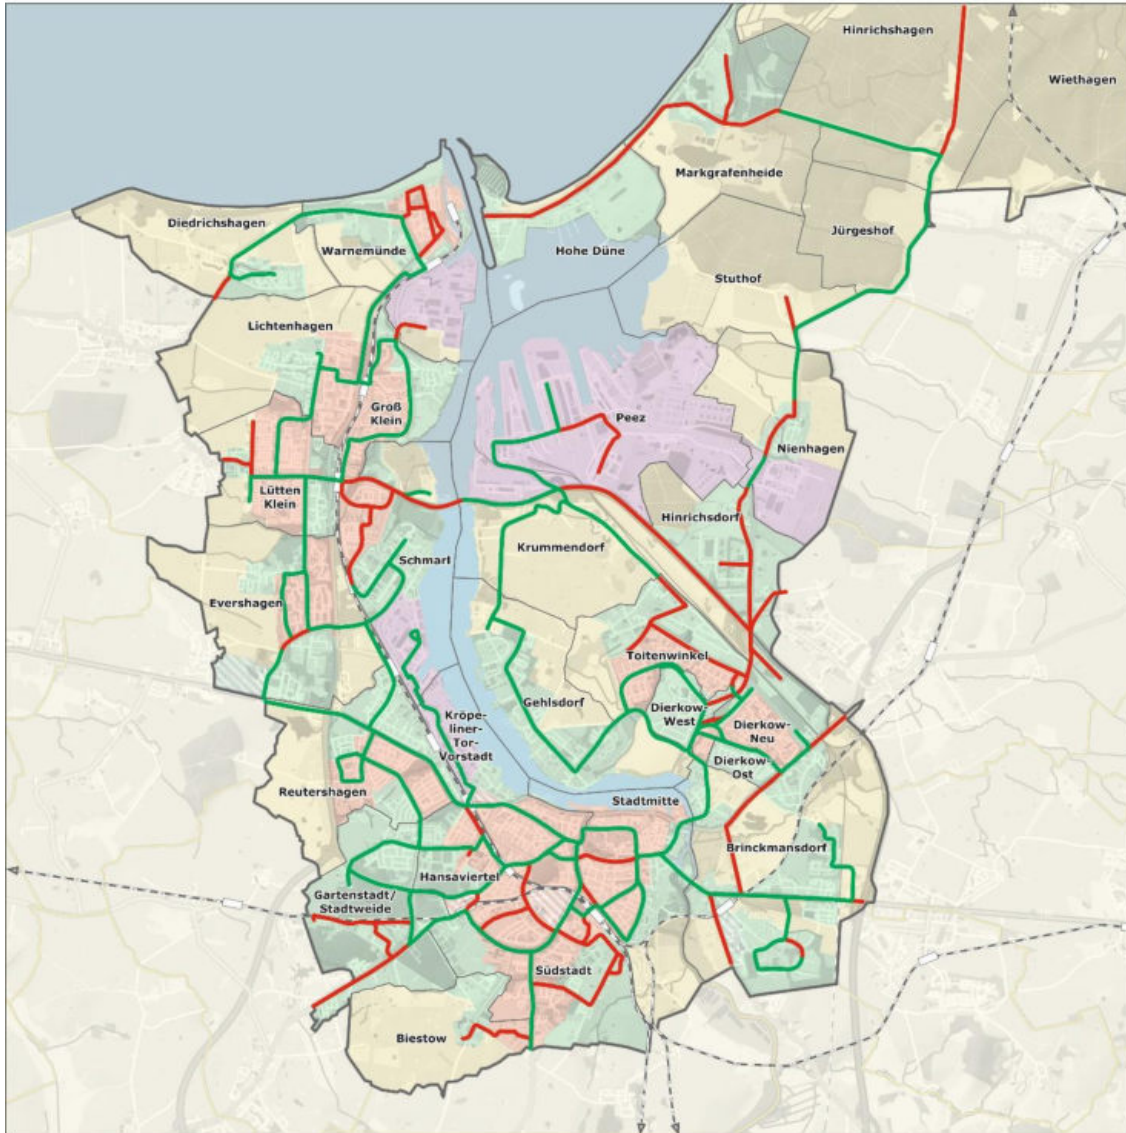 Hinrichshagen
Wiethagen
Markgrafenheide
Diedrichshagen
Jürgeshof
Warnemünde
Hohe Düne
Stuthof
Lichtenhagen
Groß
Klein
Peez
Nienhagen
Lütten
Klein
Hinrichsdorf
Krummendorf
Schmarl
Evershagen
Toitenwinkel
Gehlsdorf
Dierkow-
West
Kröpe-
liner-
Tor-
Vorstadt
Dierkow-
Neu
Dierkow-
Ost
Reutershagen
Stadtmitte
Brinckmansdorf
Hansaviertel
Gartenstadt/
Stadtweide
Südstadt
Biestow